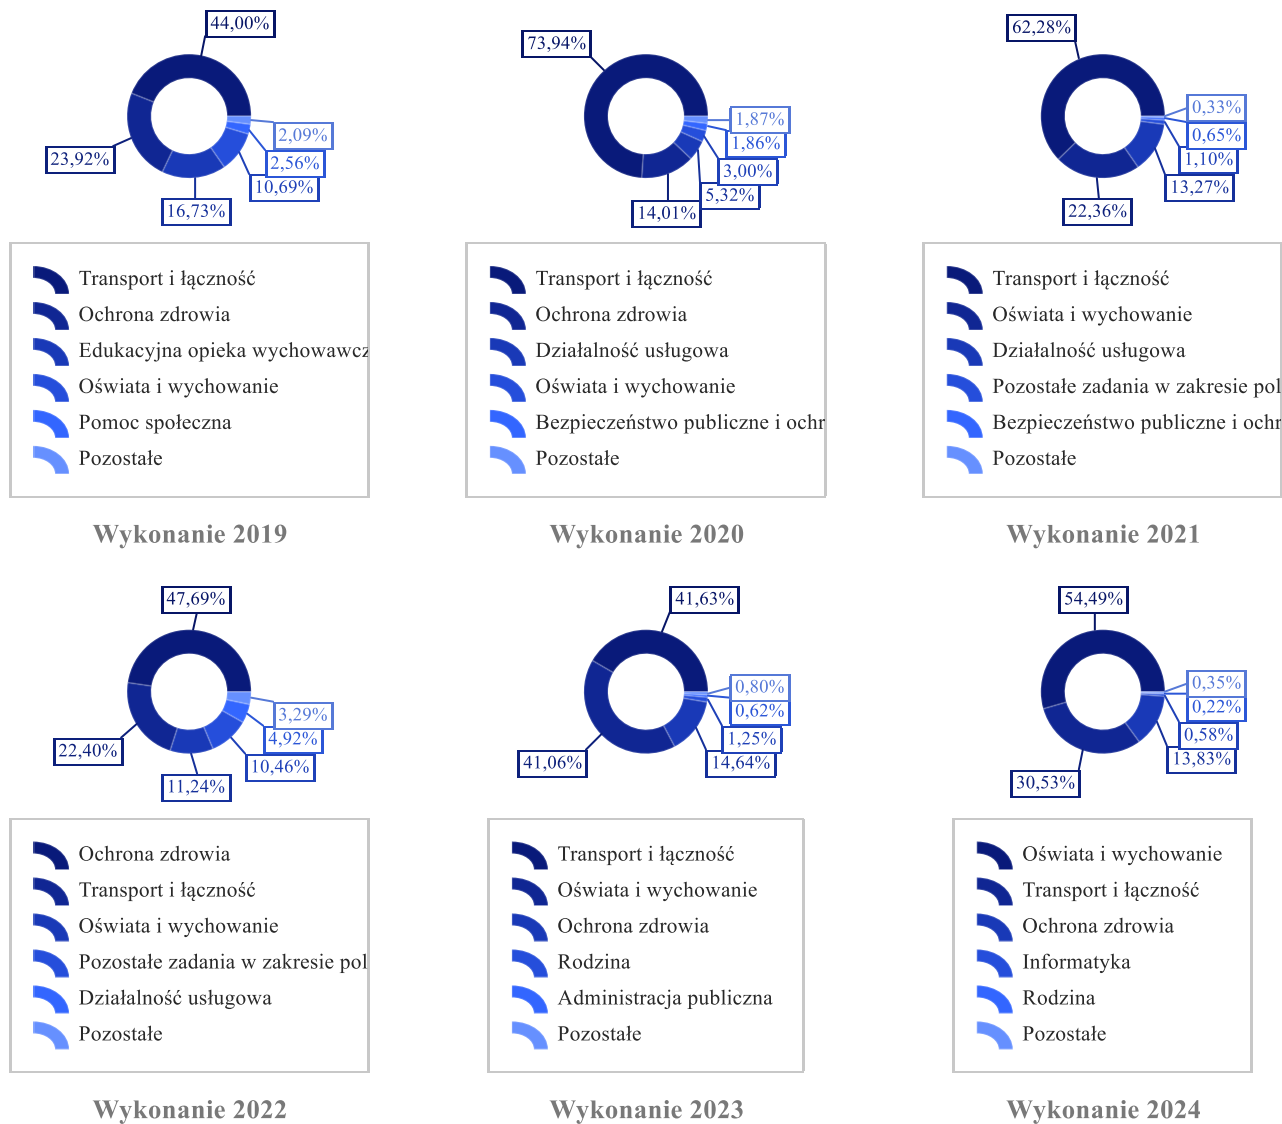 44,00%
2,09%
2,56%
10,69%
16,73%
23,92%
Transport i łączność
Ochrona zdrowia
Edukacyjna opieka wychowawcz
Oświata i wychowanie
Pomoc społeczna
Pozostałe
Wykonanie 2019
73,94%
1,87%
1,86%
3,00%
5,32%
14,01%
Transport i łączność
Ochrona zdrowia
Działalność usługowa
Oświata i wychowanie
Bezpieczeństwo publiczne i ochr
Pozostałe
Wykonanie 2020
62,28%
0,33%
0,65%
1,10%
13,27%
22,36%
Transport i łączność
Oświata i wychowanie
Działalność usługowa
Pozostałe zadania w zakresie pol
Bezpieczeństwo publiczne i ochr
Pozostałe
Wykonanie 2021
47,69%
3,29%
4,92%
10,46%
11,24%
22,40%
Ochrona zdrowia
Transport i łączność
Oświata i wychowanie
Pozostałe zadania w zakresie pol
Działalność usługowa
Pozostałe
Wykonanie 2022
41,63%
0,80%
0,62%
1,25%
14,64%
41,06%
Transport i łączność
Oświata i wychowanie
Ochrona zdrowia
Rodzina
Administracja publiczna
Pozostałe
Wykonanie 2023
54,49%
0,35%
0,22%
0,58%
13,83%
30,53%
Oświata i wychowanie
Transport i łączność
Ochrona zdrowia
Informatyka
Rodzina
Pozostałe
Wykonanie 2024